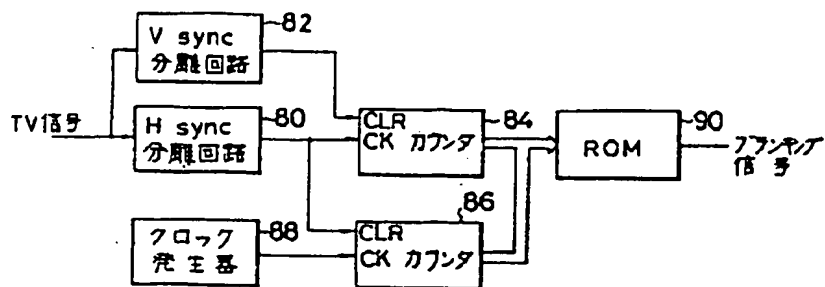 V sync
分離回路
82
TV信号
H sync
分離回路
80
CLR
CK カウンタ
84
ROM
90
ブランキング
信号
クロック
発生器
88
CLR
CK カウンタ
86